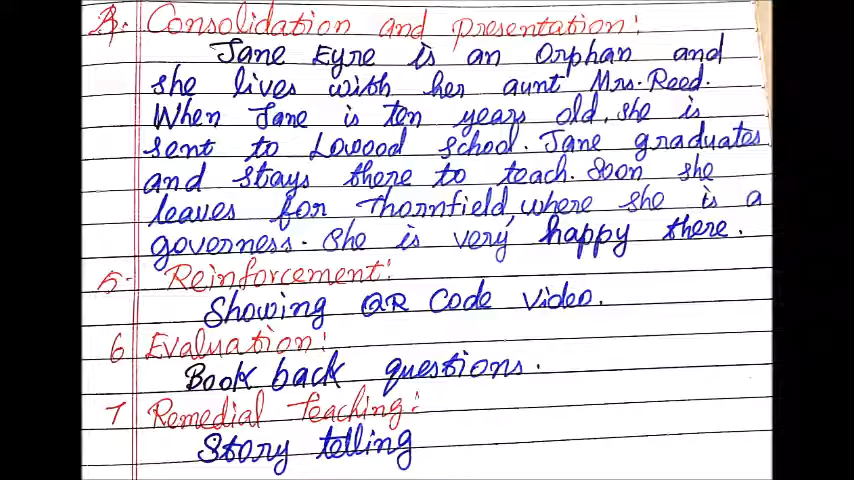 4. Consolidation and presentation:
Jane Eyre is an Orphan and
she lives with her aunt Mrs. Reed.
When Jane is ten years old, she is
sent to Lowood school. Jane graduates
and stays there to teach. Soon she
leaves for Thornfield, where she is a
governess. She is very happy there.
5. Reinforcement:
Showing QR Code video.
6 Evaluation:
Book back questions.
7 Remedial teaching:
Story telling